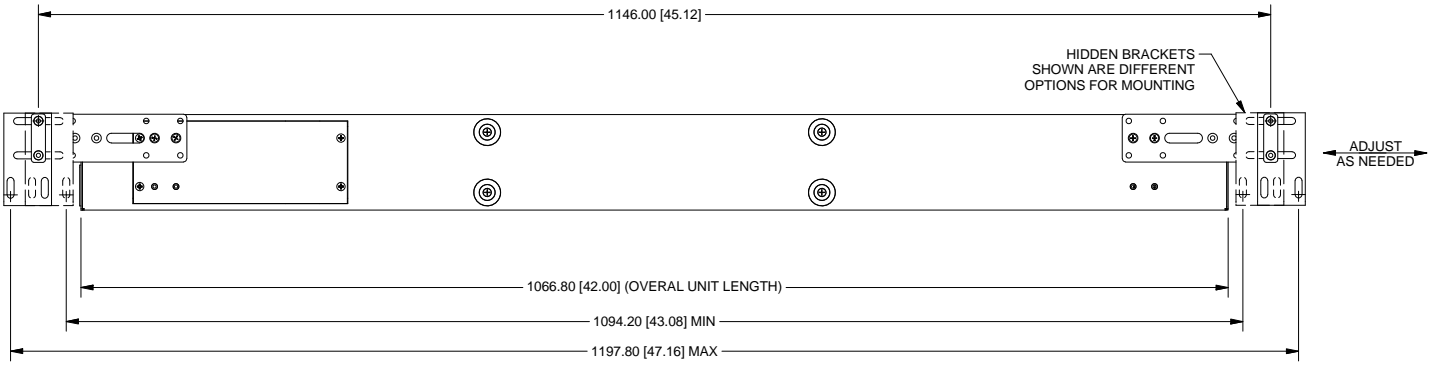 1146.00 [45.12]
HIDDEN BRACKETS
SHOWN ARE DIFFERENT
OPTIONS FOR MOUNTING
ADJUST
AS NEEDED
1066.80 [42.00] (OVERAL UNIT LENGTH)
1094.20 [43.08] MIN
1197.80 [47.16] MAX